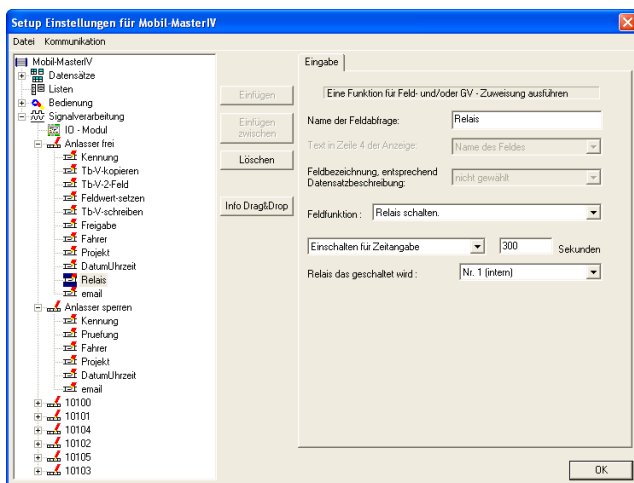 Setup Einstellungen für Mobil-MasterIV
Datei Kommunikation
Mobil-MasterIV
Datensätze
Listen
Bedienung
Signalverarbeitung
IO - Modul
Anlasser frei
Kennung
Tb-V-kopieren
Tb-V-2-Feld
Feldwert-setzen
Tb-V-schreiben
Freigabe
Fahrer
Projekt
DatumUhrzeit
Relais
email
Anlasser sperren
Kennung
Pruefung
Fahrer
Projekt
DatumUhrzeit
email
10100
10101
10104
10102
10105
10103
Einfügen
Einfügen
zwischen
Löschen
Info Drag&Drop
Eingabe
Eine Funktion für Feld- und/oder GV - Zuweisung ausführen
Name der Feldabfrage: Relais
Text in Zeile 4 der Anzeige: Name des Feldes
Feldbezeichnung, entsprechend
Datensatzbeschreibung: nicht gewählt
Feldfunktion : Relais schalten.
Einschalten für Zeitangabe 300 Sekunden
Relais das geschaltet wird : Nr. 1 (intern)
OK